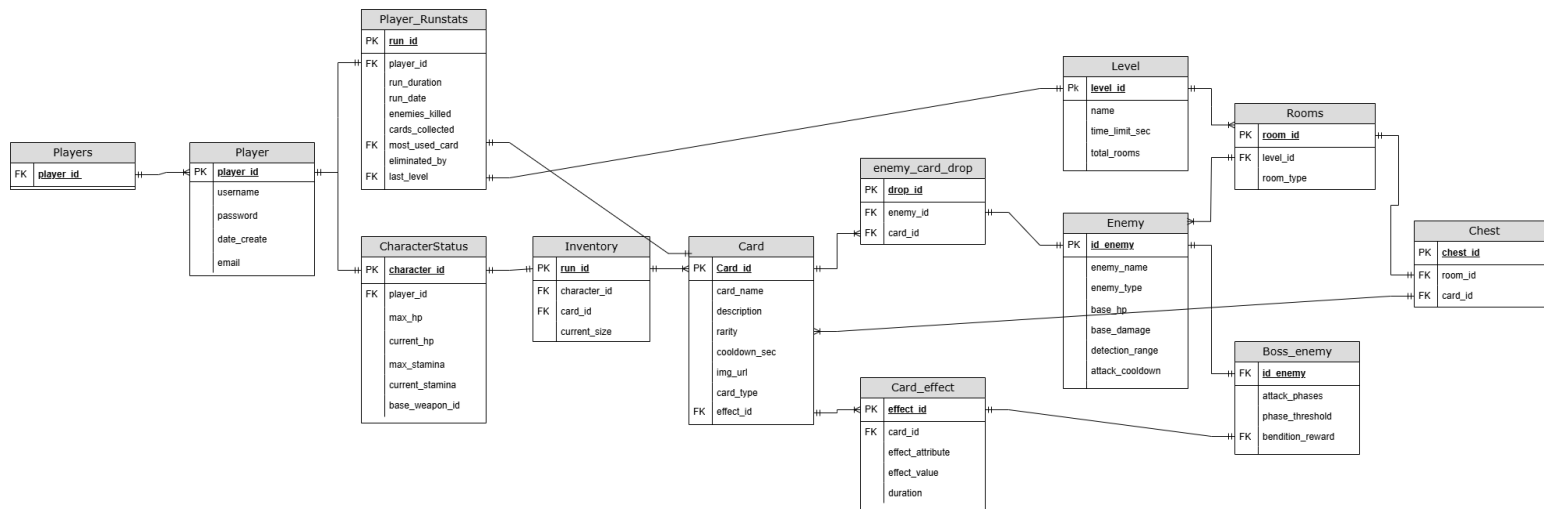 Players
FK player_id
Player
PK player_id
username
password
date_create
email
Player_Runstats
PK run_id
FK player_id
run_duration
run_date
enemies_killed
cards_collected
FK most_used_card
eliminated_by
FK last_level
CharacterStatus
PK character_id
FK player_id
max_hp
current_hp
max_stamina
current_stamina
base_weapon_id
Inventory
PK run_id
FK character_id
FK card_id
current_size
Card
PK Card_id
card_name
description
rarity
cooldown_sec
img_url
card_type
FK effect_id
enemy_card_drop
PK drop_id
FK enemy_id
FK card_id
Card_effect
PK effect_id
FK card_id
effect_attribute
effect_value
duration
Level
Pk level_id
name
time_limit_sec
total_rooms
Enemy
PK id_enemy
enemy_name
enemy_type
base_hp
base_damage
detection_range
attack_cooldown
Rooms
PK room_id
FK level_id
room_type
Boss_enemy
FK id_enemy
attack_phases
phase_threshold
FK bendition_reward
Chest
PK chest_id
FK room_id
FK card_id